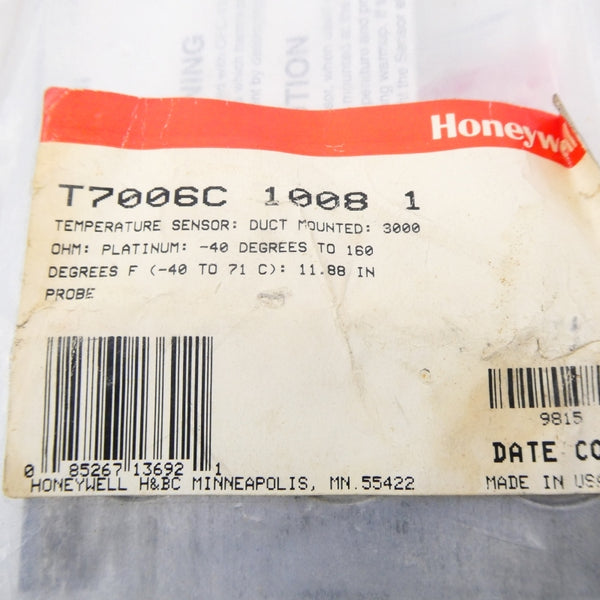 Honeywell
T7006C 1008 1
TEMPERATURE SENSOR: DUCT MOUNTED: 3000
OHM: PLATINUM: -40 DEGREES TO 160
DEGREES F (-40 TO 71 C): 11.88 IN
PROBE
0 85267 13692 1
HONEYWELL H&BC MINNEAPOLIS, MN.55422
9815
DATE CO
MADE IN USA